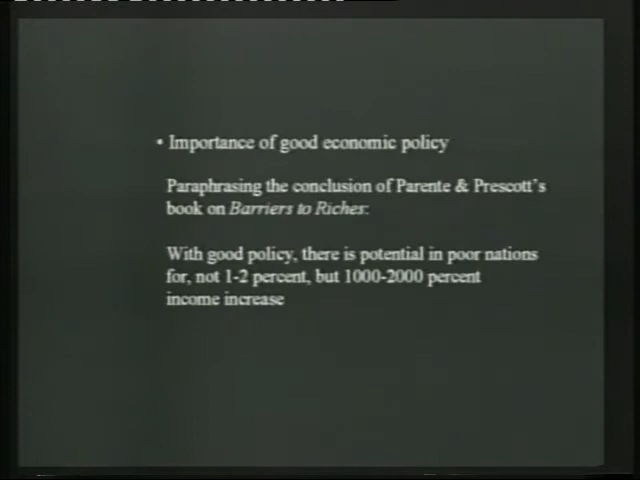 • Importance of good economic policy
Paraphrasing the conclusion of Parente & Prescott's
book on Barriers to Riches:
With good policy, there is potential in poor nations
for, not 1-2 percent, but 1000-2000 percent
income increase